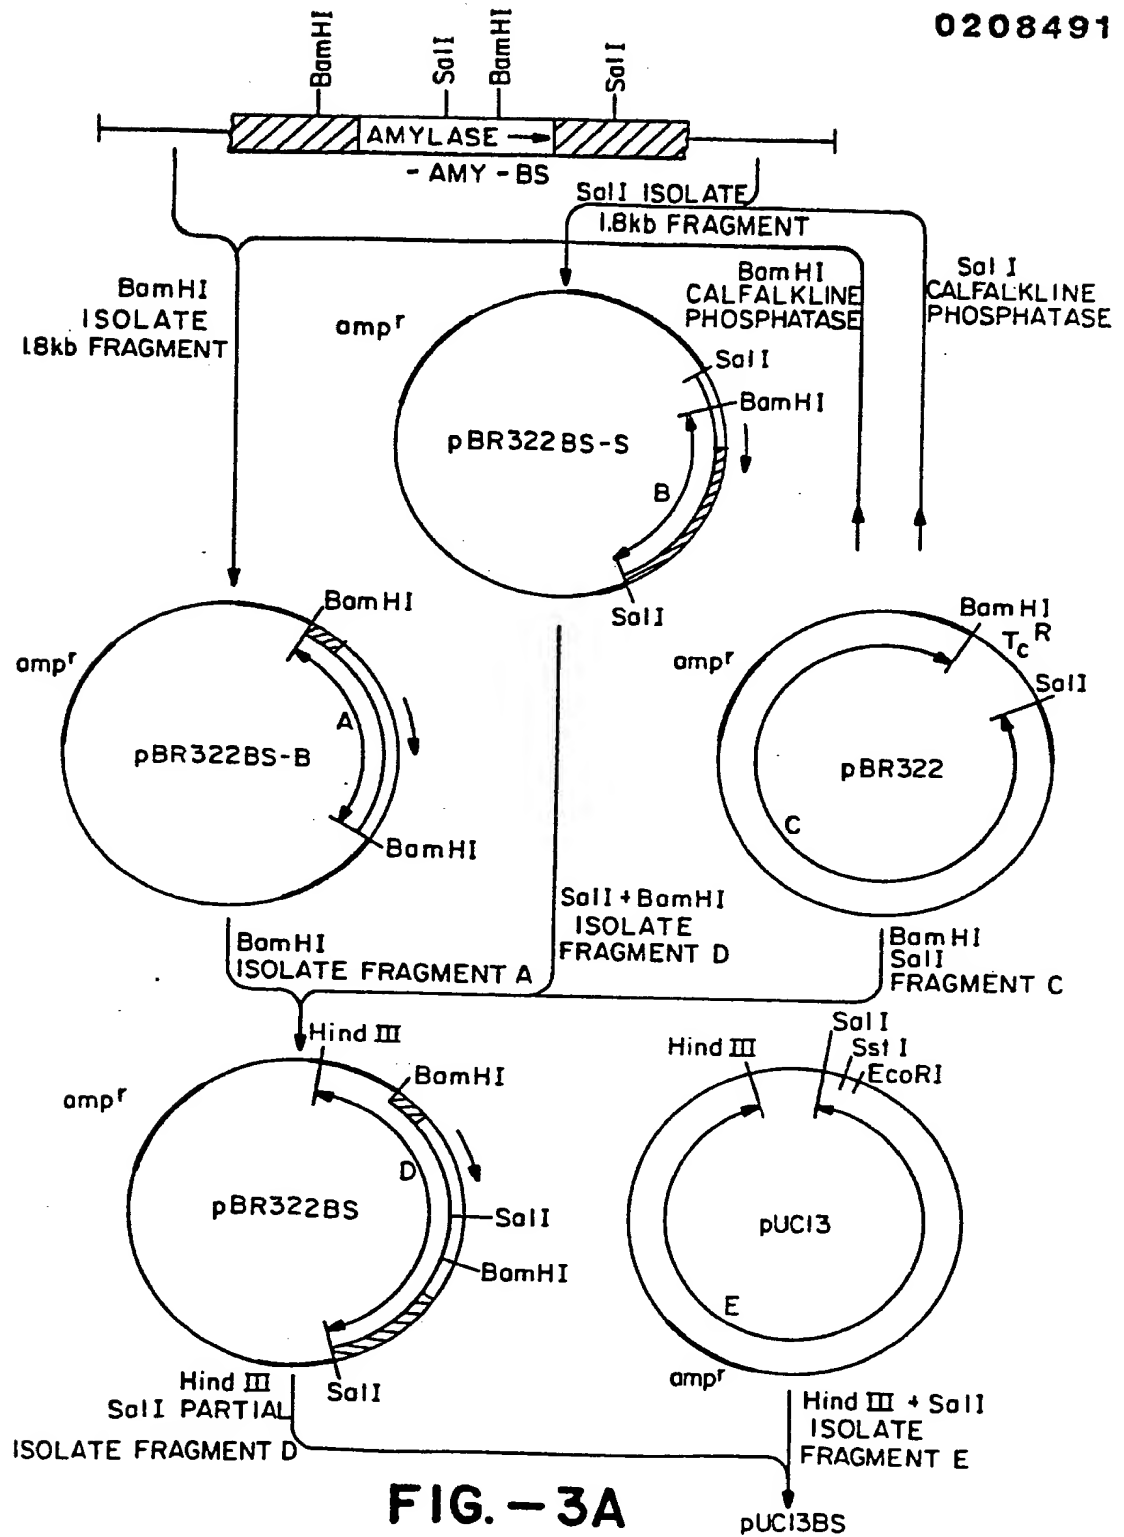 0208491
BamHI
SalI
BamHI
SalI
AMYLASE
- AMY - BS
SalI ISOLATE
1.8kb FRAGMENT
BamHI
ISOLATE
1.8kb FRAGMENT
BamHI
CALFALKLINE
PHOSPHATASE
Sal I
CALFALKLINE
PHOSPHATASE
ampr
SalI
BamHI
pBR322BS-S
B
SalI
BamHI
ampr
A
pBR322BS-B
BamHI
BamHI
TcR
ampr
SalI
pBR322
C
SalI + BamHI
ISOLATE
FRAGMENT D
BamHI
ISOLATE FRAGMENT A
BamHI
SalI
FRAGMENT C
Hind III
BamHI
ampr
D
pBR322BS
SalI
BamHI
SalI
Sal I
Hind III
Sst I
EcoRI
pUC13
E
ampr
Hind III
SalI PARTIAL
ISOLATE FRAGMENT D
Hind III + SalI
ISOLATE
FRAGMENT E
FIG.-3A
pUC13BS